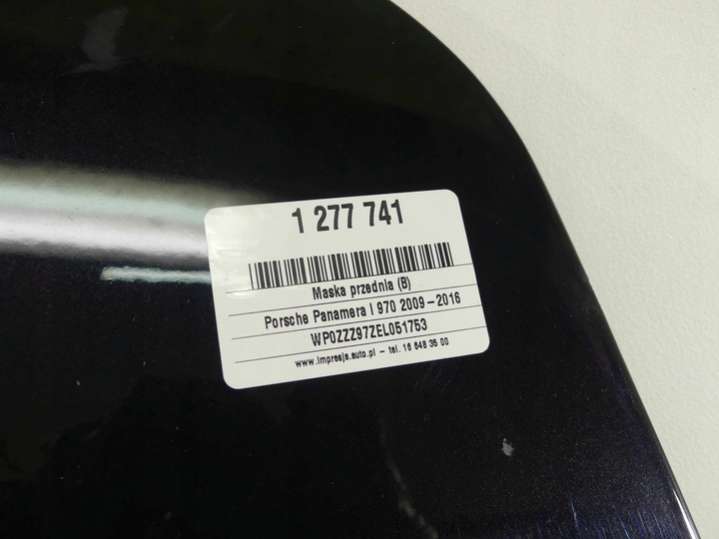 1 277 741
Maska przednia (B)
Porsche Panamera I 970 2009-2016
WP0ZZZ97ZEL051753
www.impresja.auto.pl - tel. 16 648 35 00